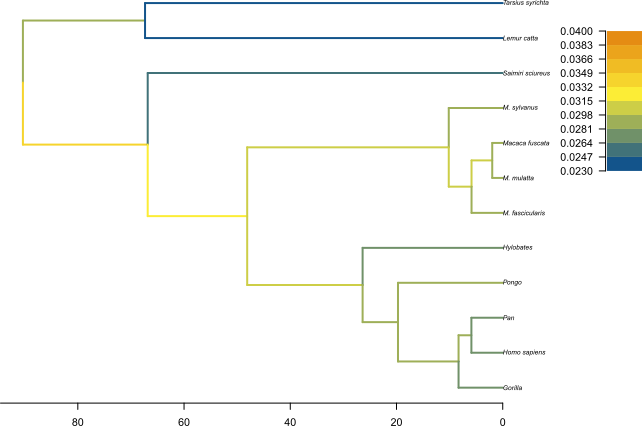 Tarsius syrichta
Lemur catta
Saimiri sciureus
M. sylvanus
Macaca fuscata
M. mulatta
M. fascicularis
Hylobates
Pongo
Pan
Homo sapiens
Gorilla
0.0400
0.0383
0.0366
0.0349
0.0332
0.0315
0.0298
0.0281
0.0264
0.0247
0.0230
80 60 40 20 0